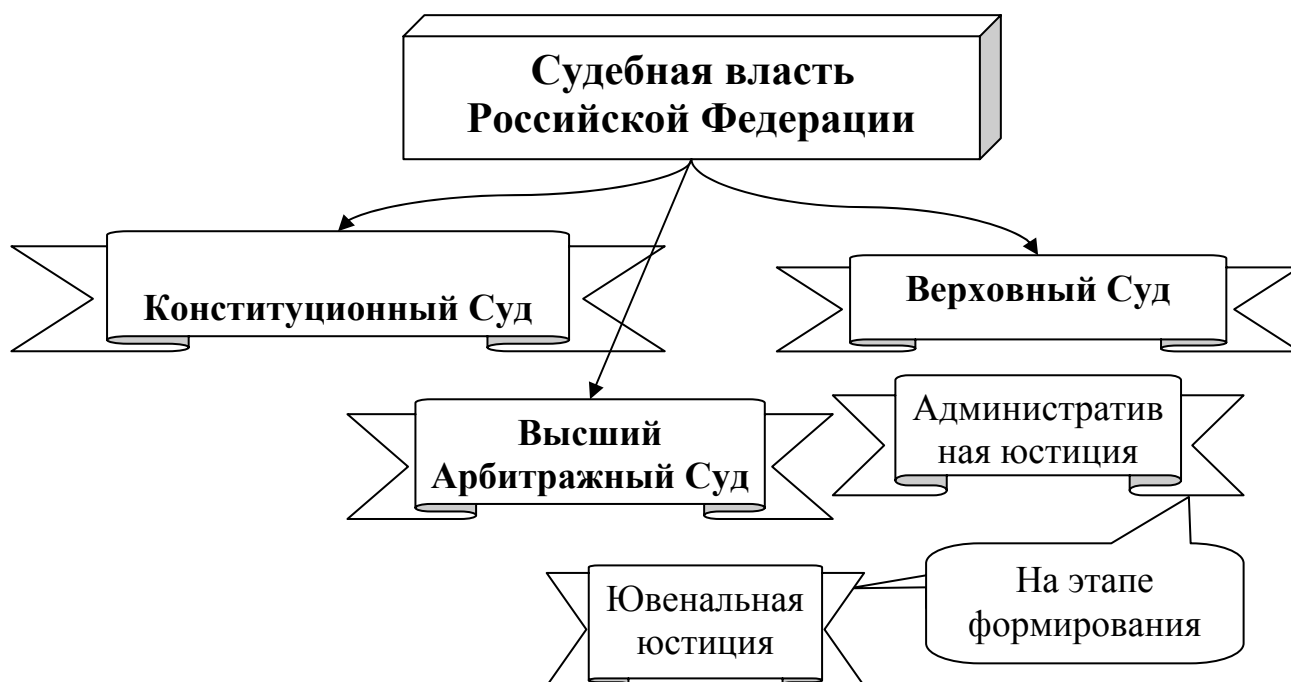 Судебная власть
Российской Федерации
Конституционный Суд
Верховный Суд
Высший
Арбитражный Суд
Административ
ная юстиция
Ювенальная
юстиция
На этапе
формирования